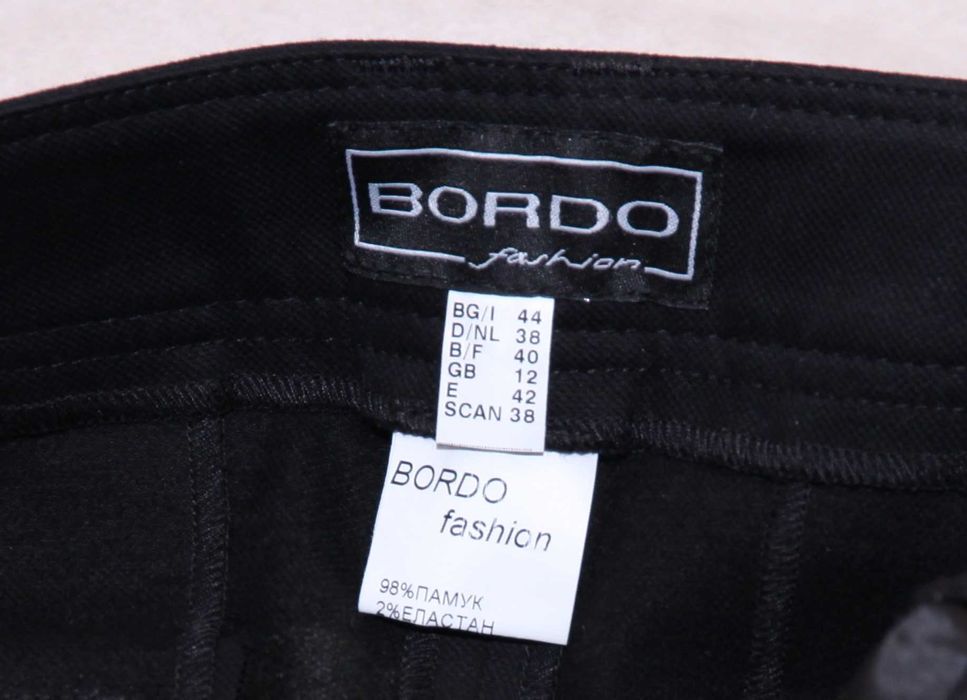 BORDO
fashion
BG/I 44
D/NL 38
B/F 40
GB 12
E 42
SCAN 38
BORDO
fashion
98%ПАМУК
2%ЕЛАСТАН